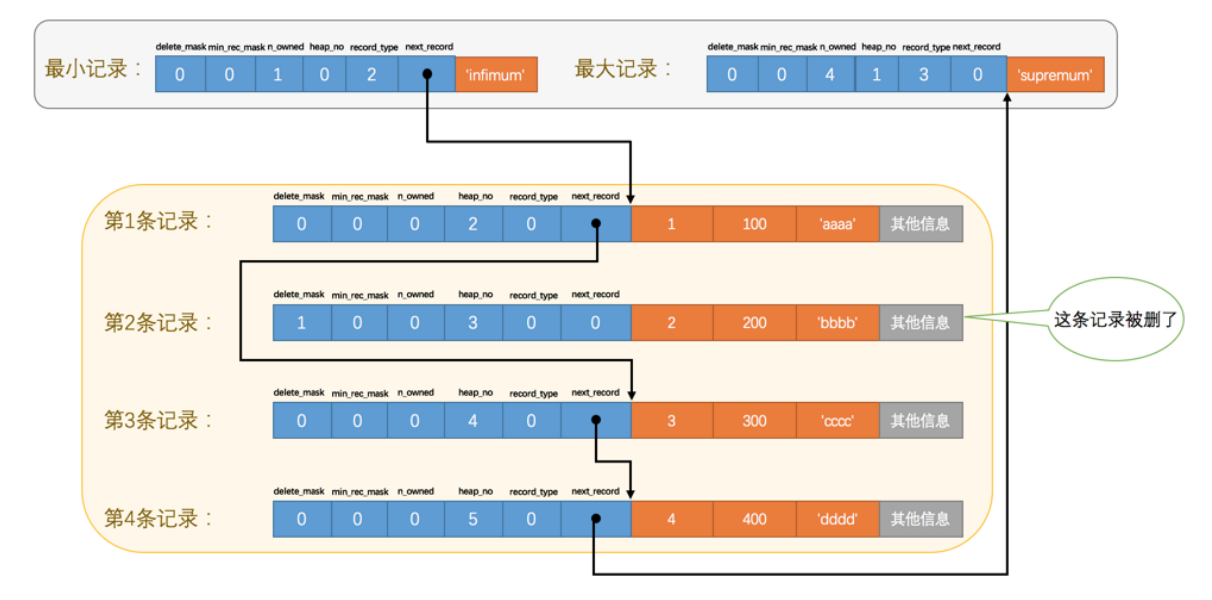 delete_mask min_rec_mask n_owned heap_no record_type next_record
最小记录： 0 0 1 0 2 'infimum'
delete_mask min_rec_mask n_owned heap_no record_type next_record
最大记录： 0 0 4 1 3 0 'supremum'
delete_mask min_rec_mask n_owned heap_no record_type next_record
第1条记录： 0 0 0 2 0 1 100 'aaaa' 其他信息
delete_mask min_rec_mask n_owned heap_no record_type next_record
第2条记录： 1 0 0 3 0 0 2 200 'bbbb' 其他信息
这条记录被删了
delete_mask min_rec_mask n_owned heap_no record_type next_record
第3条记录： 0 0 0 4 0 3 300 'cccc' 其他信息
delete_mask min_rec_mask n_owned heap_no record_type next_record
第4条记录： 0 0 0 5 0 4 400 'dddd' 其他信息